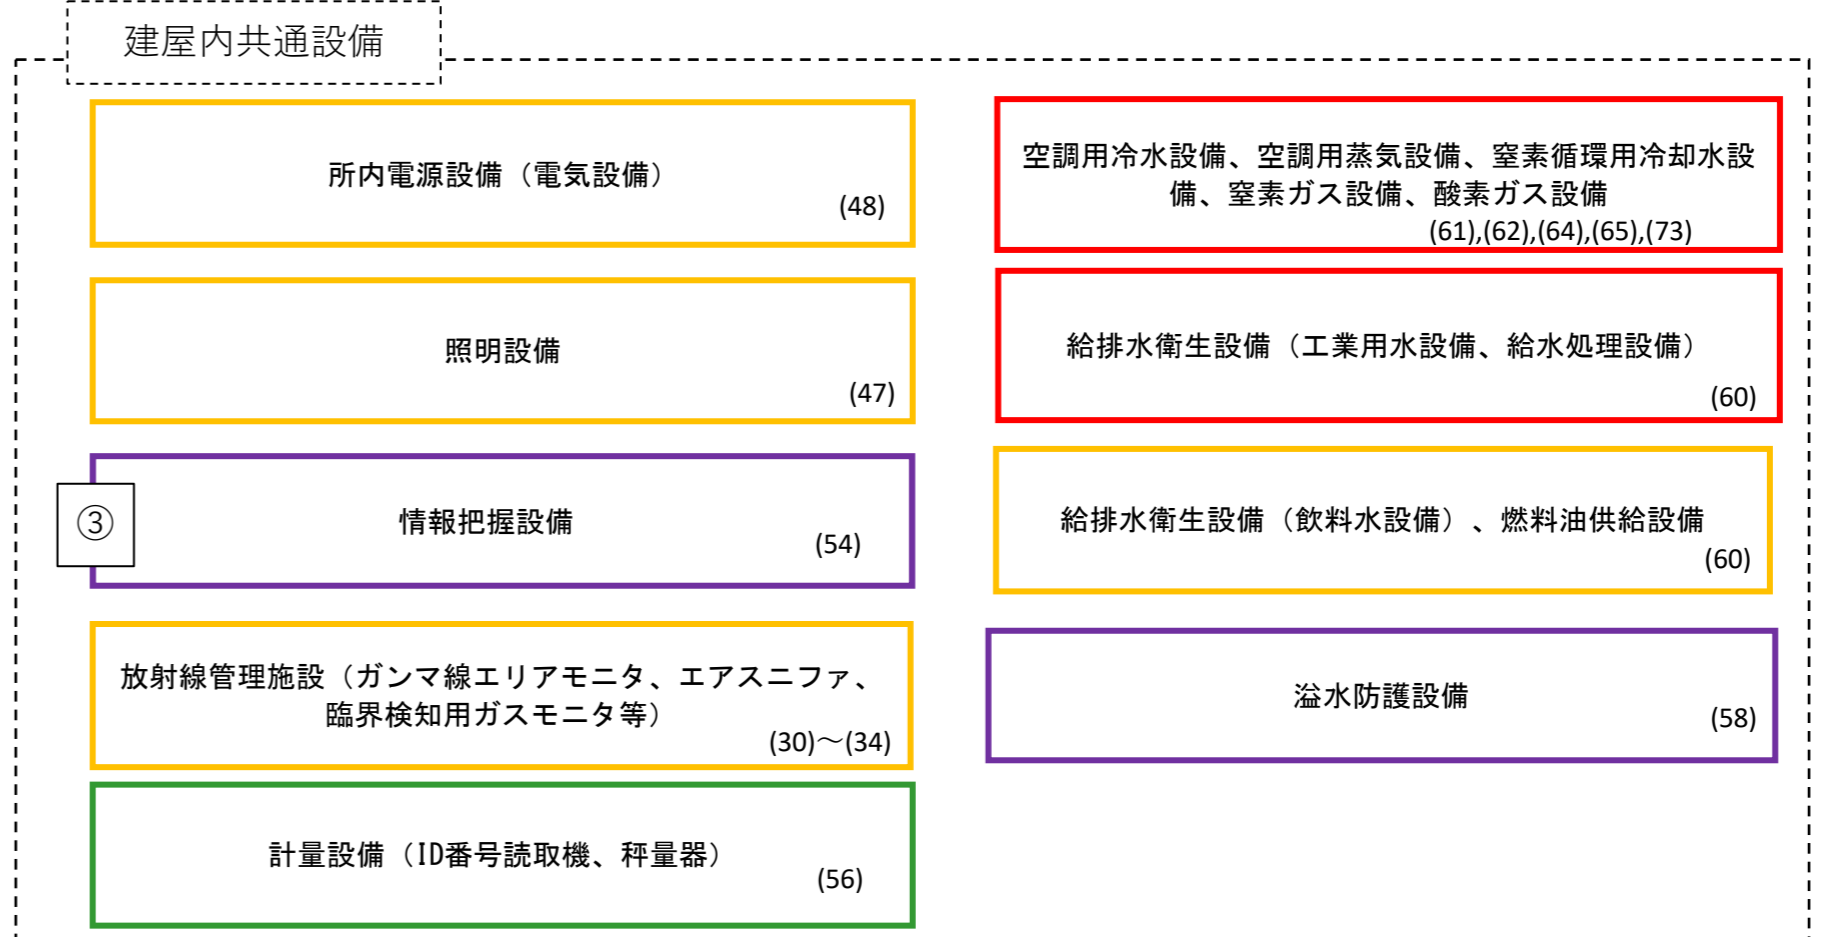 建屋内共通設備
所内電源設備（電気設備）
(48)
照明設備
(47)
③
情報把握設備
(54)
放射線管理施設（ガンマ線エリアモニタ、エアスニファ、
臨界検知用ガスモニタ等）
(30)～(34)
計量設備（ID番号読取機、秤量器）
(56)
空調用冷水設備、空調用蒸気設備、窒素循環用冷却水設
備、窒素ガス設備、酸素ガス設備
(61),(62),(64),(65),(73)
給排水衛生設備（工業用水設備、給水処理設備）
(60)
給排水衛生設備（飲料水設備）、燃料油供給設備
(60)
溢水防護設備
(58)